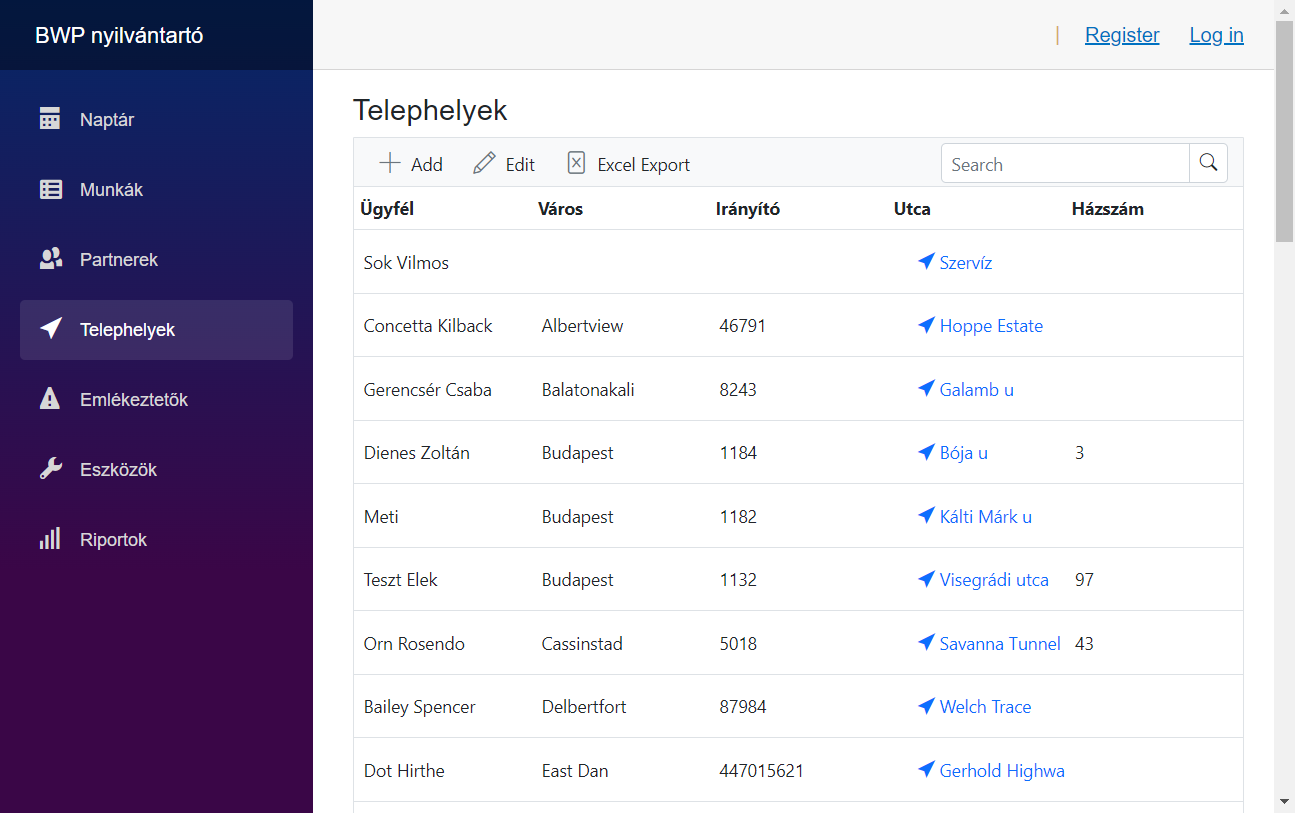 BWP nyilvántartó
| Register Log in
Naptár
Munkák
Partnerek
Telephelyek
Emlékeztetők
Eszközök
Riportok
Telephelyek
Add Edit Excel Export Search
Ügyfél Város Irányító Utca Házszám
Sok Vilmos Szervíz
Concetta Kilback Albertview 46791 Hoppe Estate
Gerencsér Csaba Balatonakali 8243 Galamb u
Dienes Zoltán Budapest 1184 Bója u 3
Meti Budapest 1182 Kálti Márk u
Teszt Elek Budapest 1132 Visegrádi utca 97
Orn Rosendo Cassinstad 5018 Savanna Tunnel 43
Bailey Spencer Delbertfort 87984 Welch Trace
Dot Hirthe East Dan 447015621 Gerhold Highwa